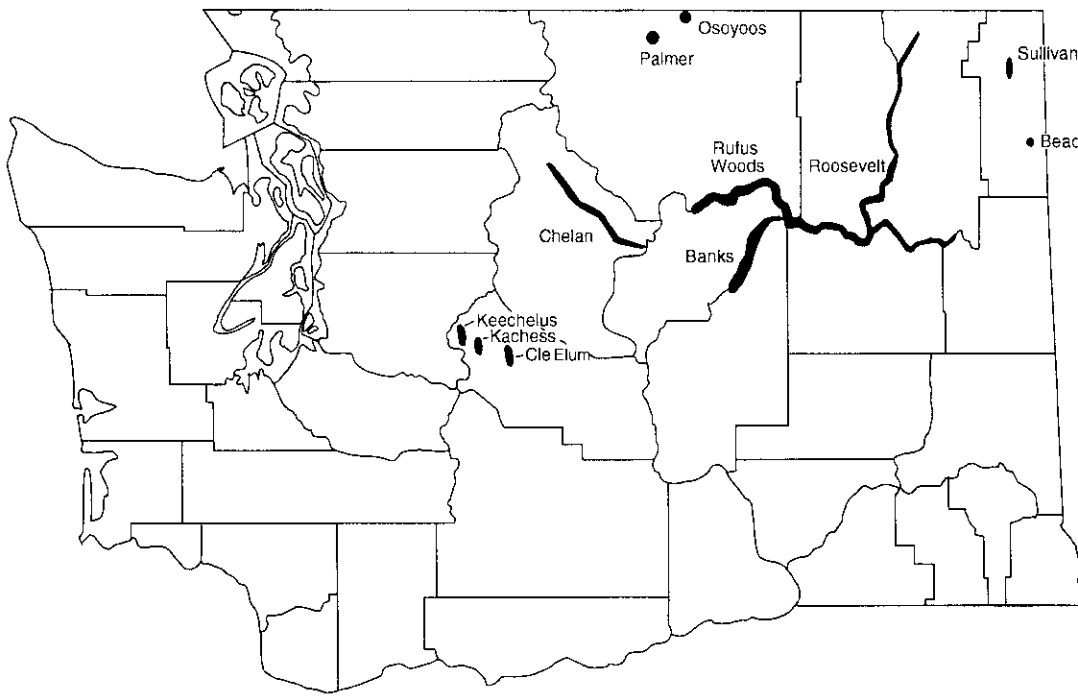 Osoyoos
Palmer
Sullivan
Beac
Rufus
Woods
Roosevelt
Chelan
Banks
Keechelus
Kachess
Cle Elum